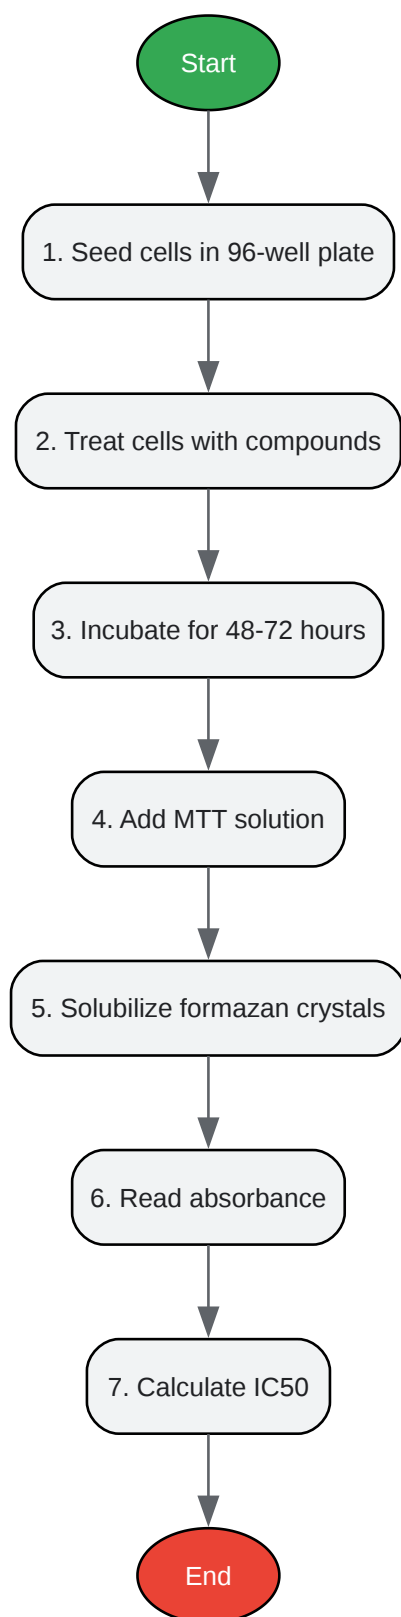 Start
1. Seed cells in 96-well plate
2. Treat cells with compounds
3. Incubate for 48-72 hours
4. Add MTT solution
5. Solubilize formazan crystals
6. Read absorbance
7. Calculate IC50
End